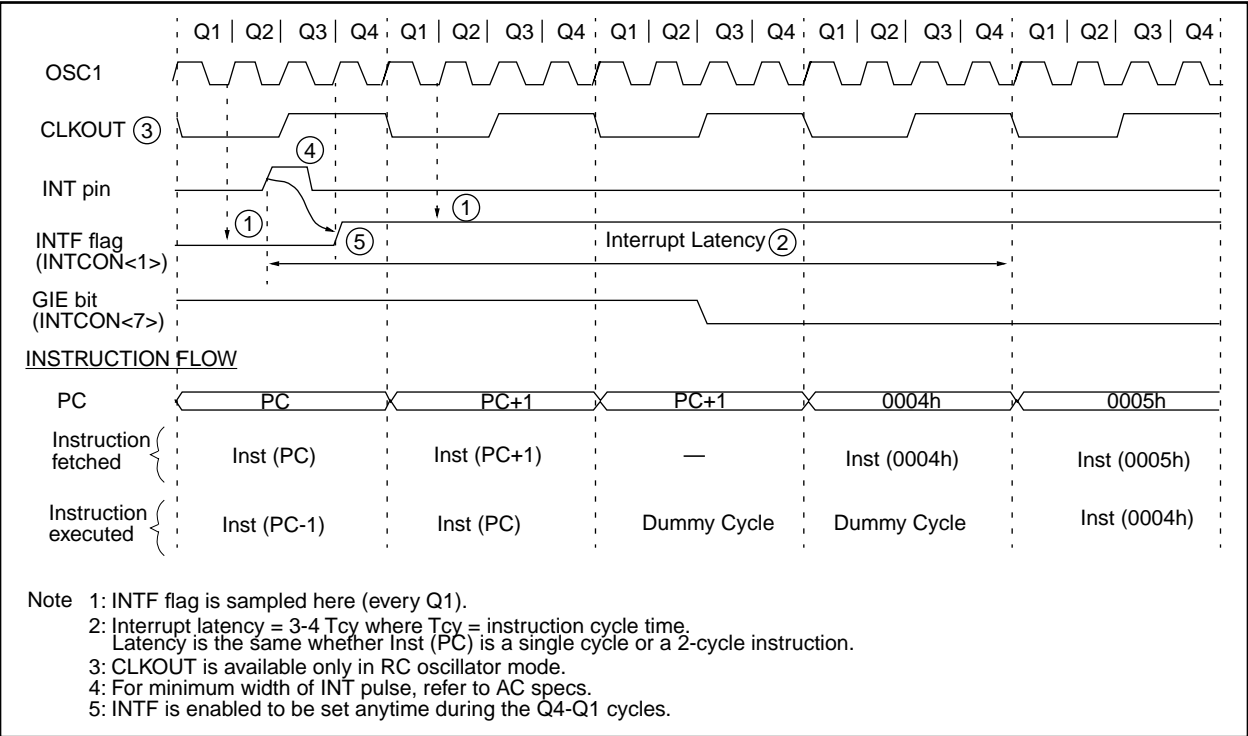 Q1 | Q2 | Q3 | Q4 Q1 | Q2 | Q3 | Q4 Q1 | Q2 | Q3 | Q4 Q1 | Q2 | Q3 | Q4 Q1 | Q2 | Q3 | Q4
OSC1
CLKOUT 3
4
INT pin
1 1
INTF flag 5 Interrupt Latency 2
(INTCON<1>)
GIE bit
(INTCON<7>)
INSTRUCTION FLOW
PC PC PC+1 PC+1 0004h 0005h
Instruction
fetched Inst (PC) Inst (PC+1) — Inst (0004h) Inst (0005h)
Instruction
executed Inst (PC-1) Inst (PC) Dummy Cycle Dummy Cycle Inst (0004h)
Note 1: INTF flag is sampled here (every Q1).
2: Interrupt latency = 3-4 Tcy where Tcy = instruction cycle time.
Latency is the same whether Inst (PC) is a single cycle or a 2-cycle instruction.
3: CLKOUT is available only in RC oscillator mode.
4: For minimum width of INT pulse, refer to AC specs.
5: INTF is enabled to be set anytime during the Q4-Q1 cycles.